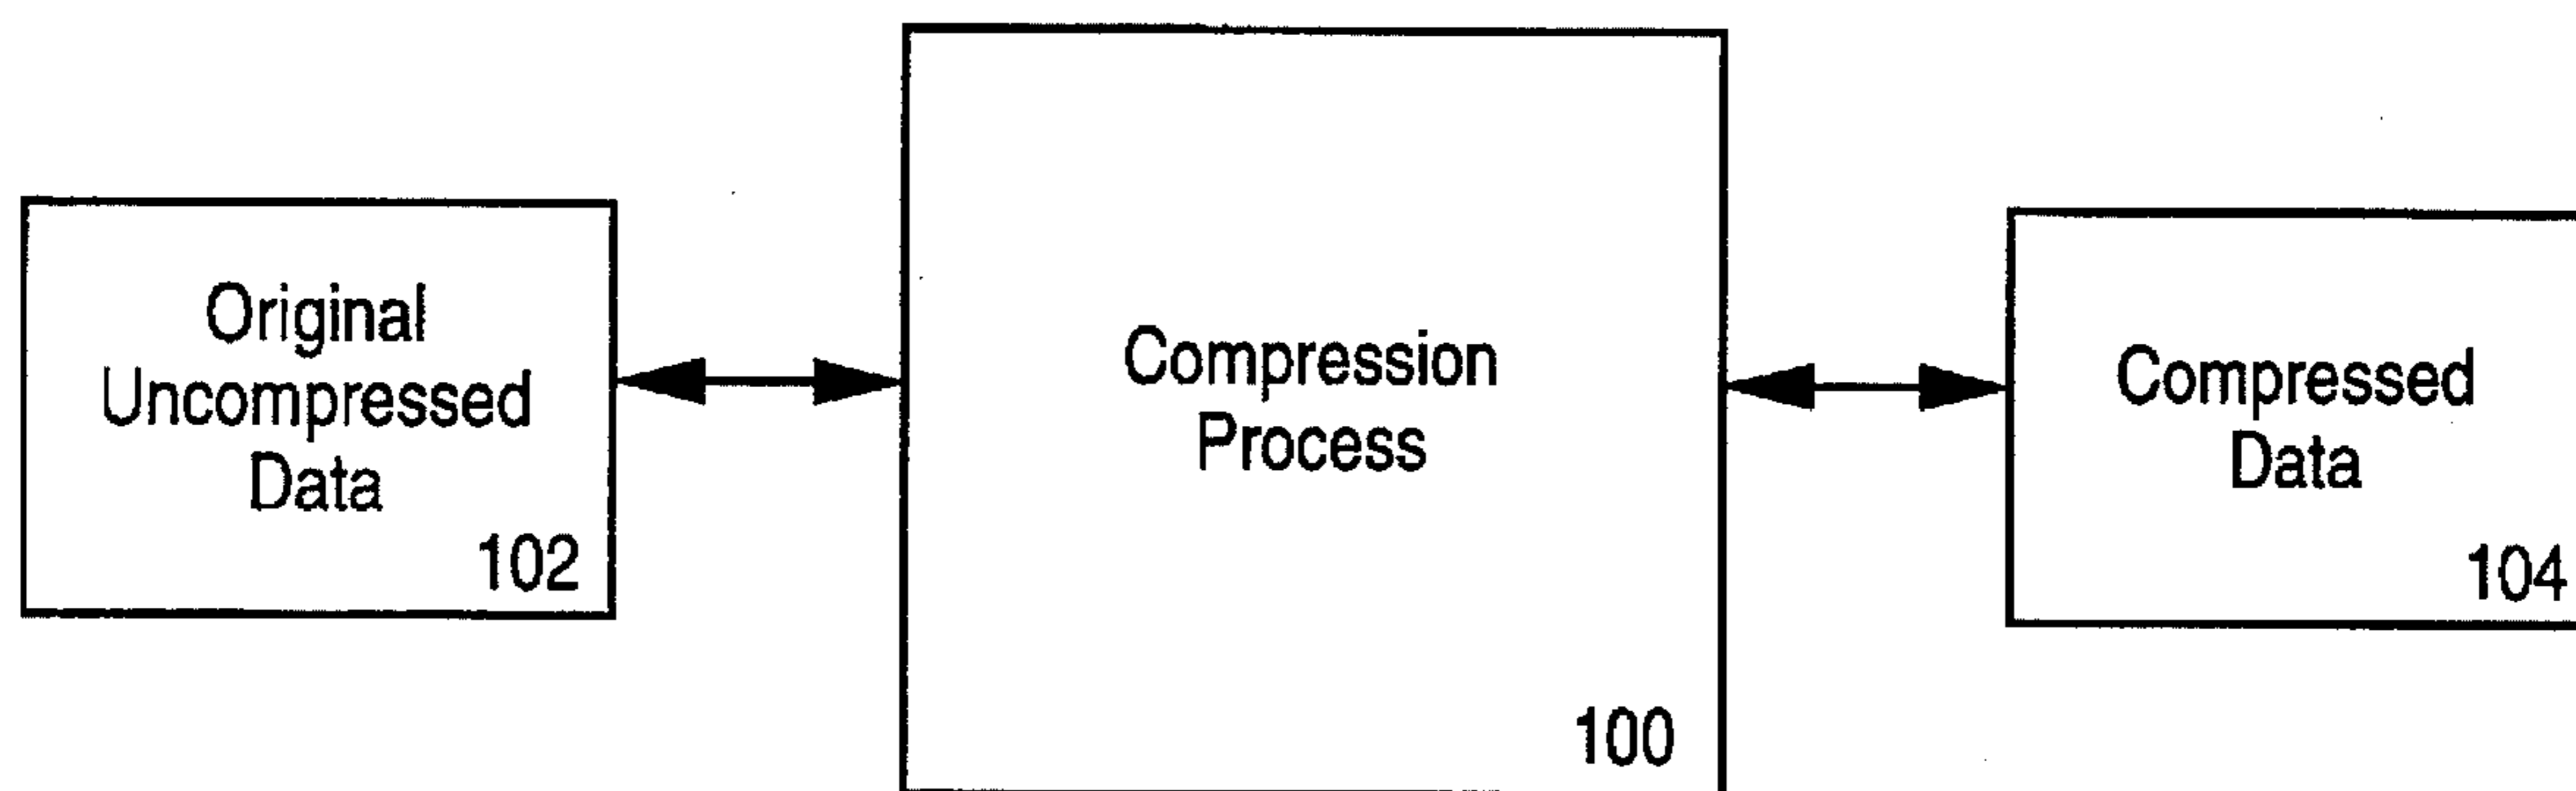 Original
Uncompressed
Data
102
Compression
Process
100
Compressed
Data
104